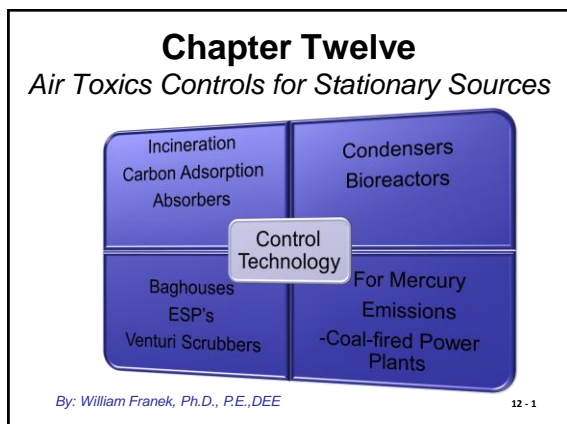 Chapter Twelve
Air Toxics Controls for Stationary Sources
Incineration
Carbon Adsorption
Absorbers
Condensers
Bioreactors
Control
Technology
Baghouses
ESP's
Venturi Scrubbers
For Mercury
Emissions
-Coal-fired Power
Plants
By: William Franek, Ph.D., P.E.,DEE
12 - 1